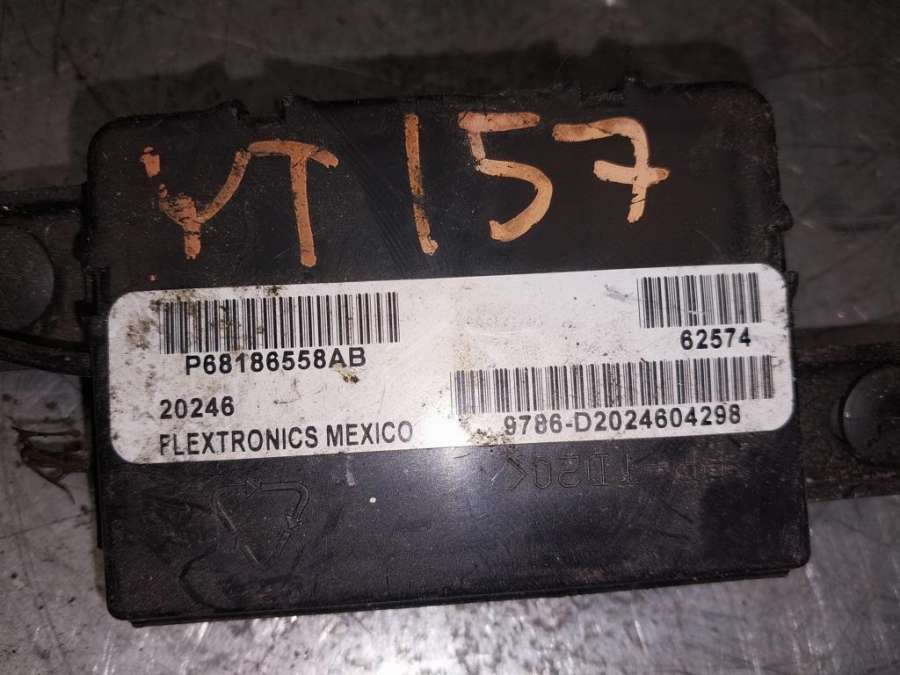 YT157
P68186558AB
62574
20246
9786-D2024604298
FLEXTRONICS MEXICO